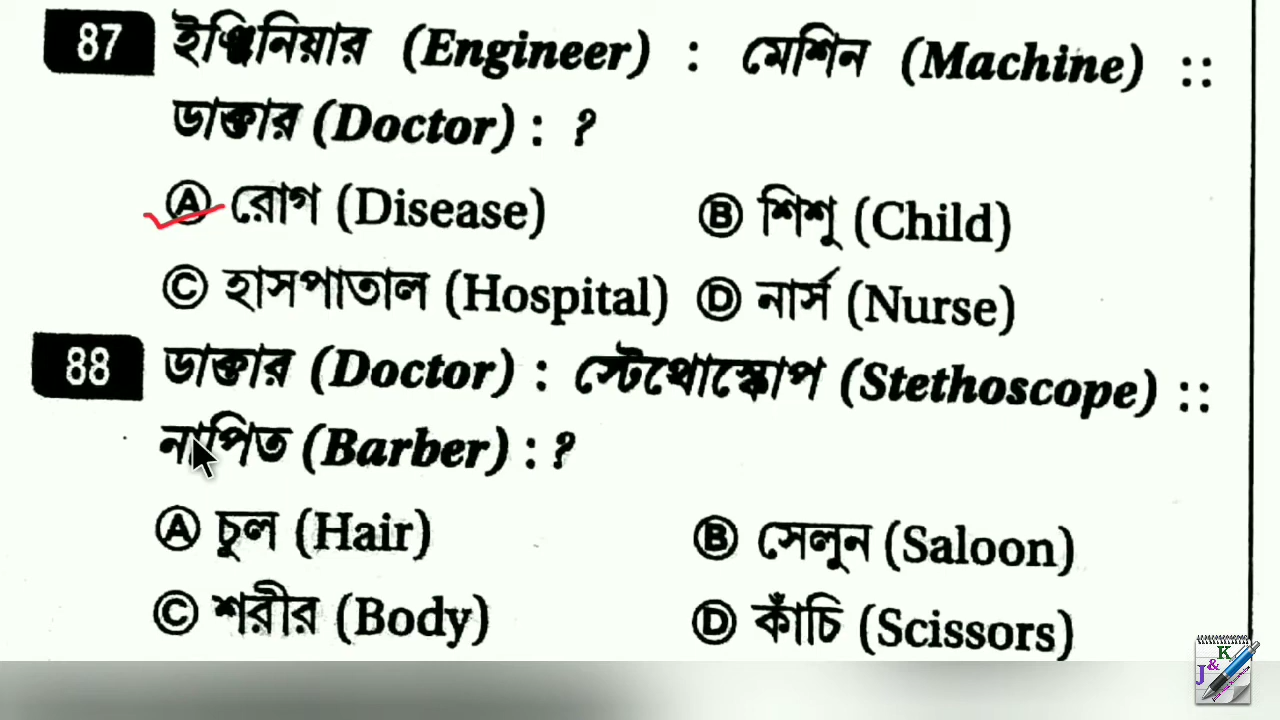 87 ইঞ্জিনিয়ার (Engineer) : মেশিন (Machine) ::
ডাক্তার (Doctor) : ?
Ⓐ রোগ (Disease) Ⓑ শিশু (Child)
Ⓒ হাসপাতাল (Hospital) Ⓓ নার্স (Nurse)
88 ডাক্তার (Doctor) : স্টেথোস্কোপ (Stethoscope) ::
নাপিত (Barber) : ?
Ⓐ চুল (Hair) Ⓑ সেলুন (Saloon)
Ⓒ শরীর (Body) Ⓓ কাঁচি (Scissors)
J&K